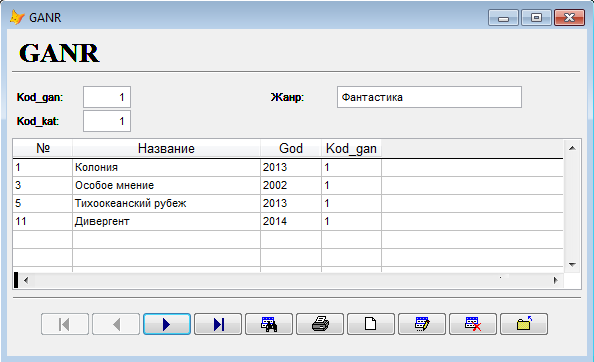 GANR
GANR
Kod_gan: 1 Жанр: Фантастика
Kod_kat: 1
№ Название God Kod_gan
1 Колония 2013 1
3 Особое мнение 2002 1
5 Тихоокеанский рубеж 2013 1
11 Дивергент 2014 1